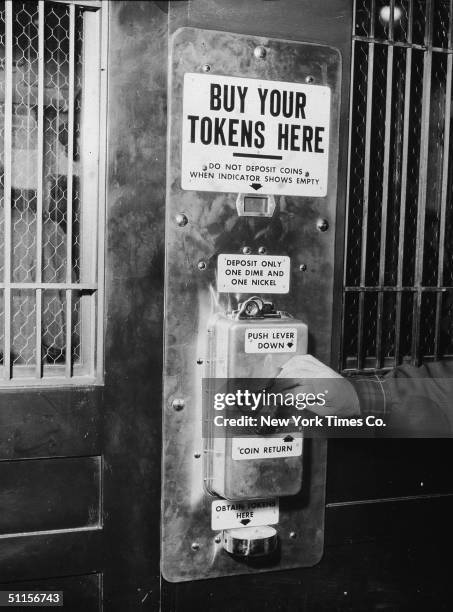 BUY YOUR
TOKENS HERE
DO NOT DEPOSIT COINS
WHEN INDICATOR SHOWS EMPTY
DEPOSIT ONLY
ONE DIME AND
ONE NICKEL
PUSH LEVER
DOWN
gettyimages
New York Times Co.
COIN RETURN
OBTAIN TOKENS
HERE
51156743